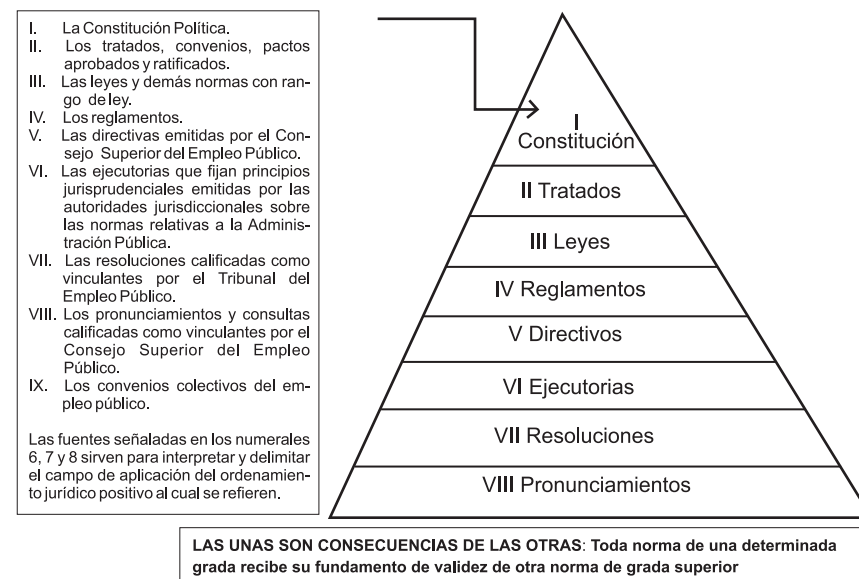 I. La Constitución Política.
II. Los tratados, convenios, pactos
aprobados y ratificados.
III. Las leyes y demás normas con ran-
go de ley.
IV. Los reglamentos.
V. Las directivas emitidas por el Con-
sejo Superior del Empleo Público.
VI. Las ejecutorias que fijan principios
jurisprudenciales emitidas por las
autoridades jurisdiccionales sobre
las normas relativas a la Adminis-
tración Pública.
VII. Las resoluciones calificadas como
vinculantes por el Tribunal del
Empleo Público.
VIII. Los pronunciamientos y consultas
calificadas como vinculantes por el
Consejo Superior del Empleo
Público.
IX. Los convenios colectivos del em-
pleo público.
Las fuentes señaladas en los numerales
6, 7 y 8 sirven para interpretar y delimitar
el campo de aplicación del ordenamien-
to jurídico positivo al cual se refieren.
I
Constitución
II Tratados
III Leyes
IV Reglamentos
V Directivos
VI Ejecutorias
VII Resoluciones
VIII Pronunciamientos
LAS UNAS SON CONSECUENCIAS DE LAS OTRAS: Toda norma de una determinada
grada recibe su fundamento de validez de otra norma de grada superior